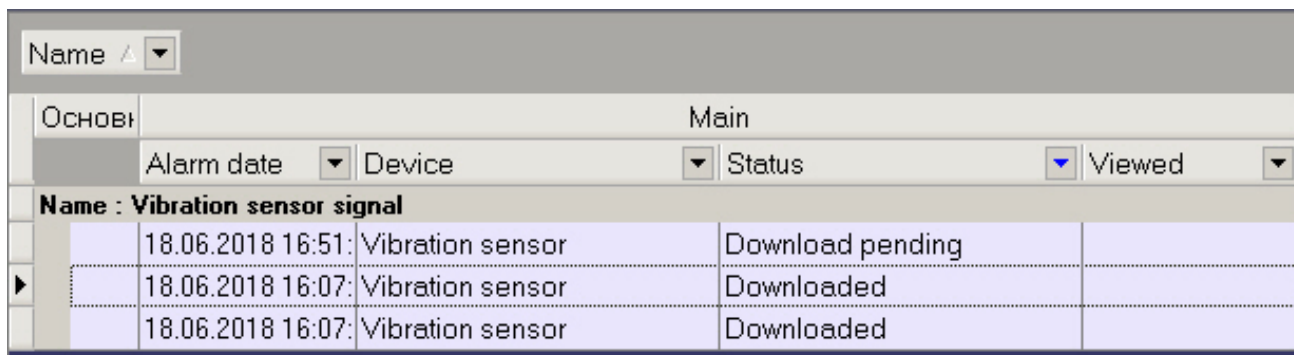 Name
Основн Main
Alarm date Device Status Viewed
Name : Vibration sensor signal
18.06.2018 16:51: Vibration sensor Download pending
18.06.2018 16:07: Vibration sensor Downloaded
18.06.2018 16:07: Vibration sensor Downloaded